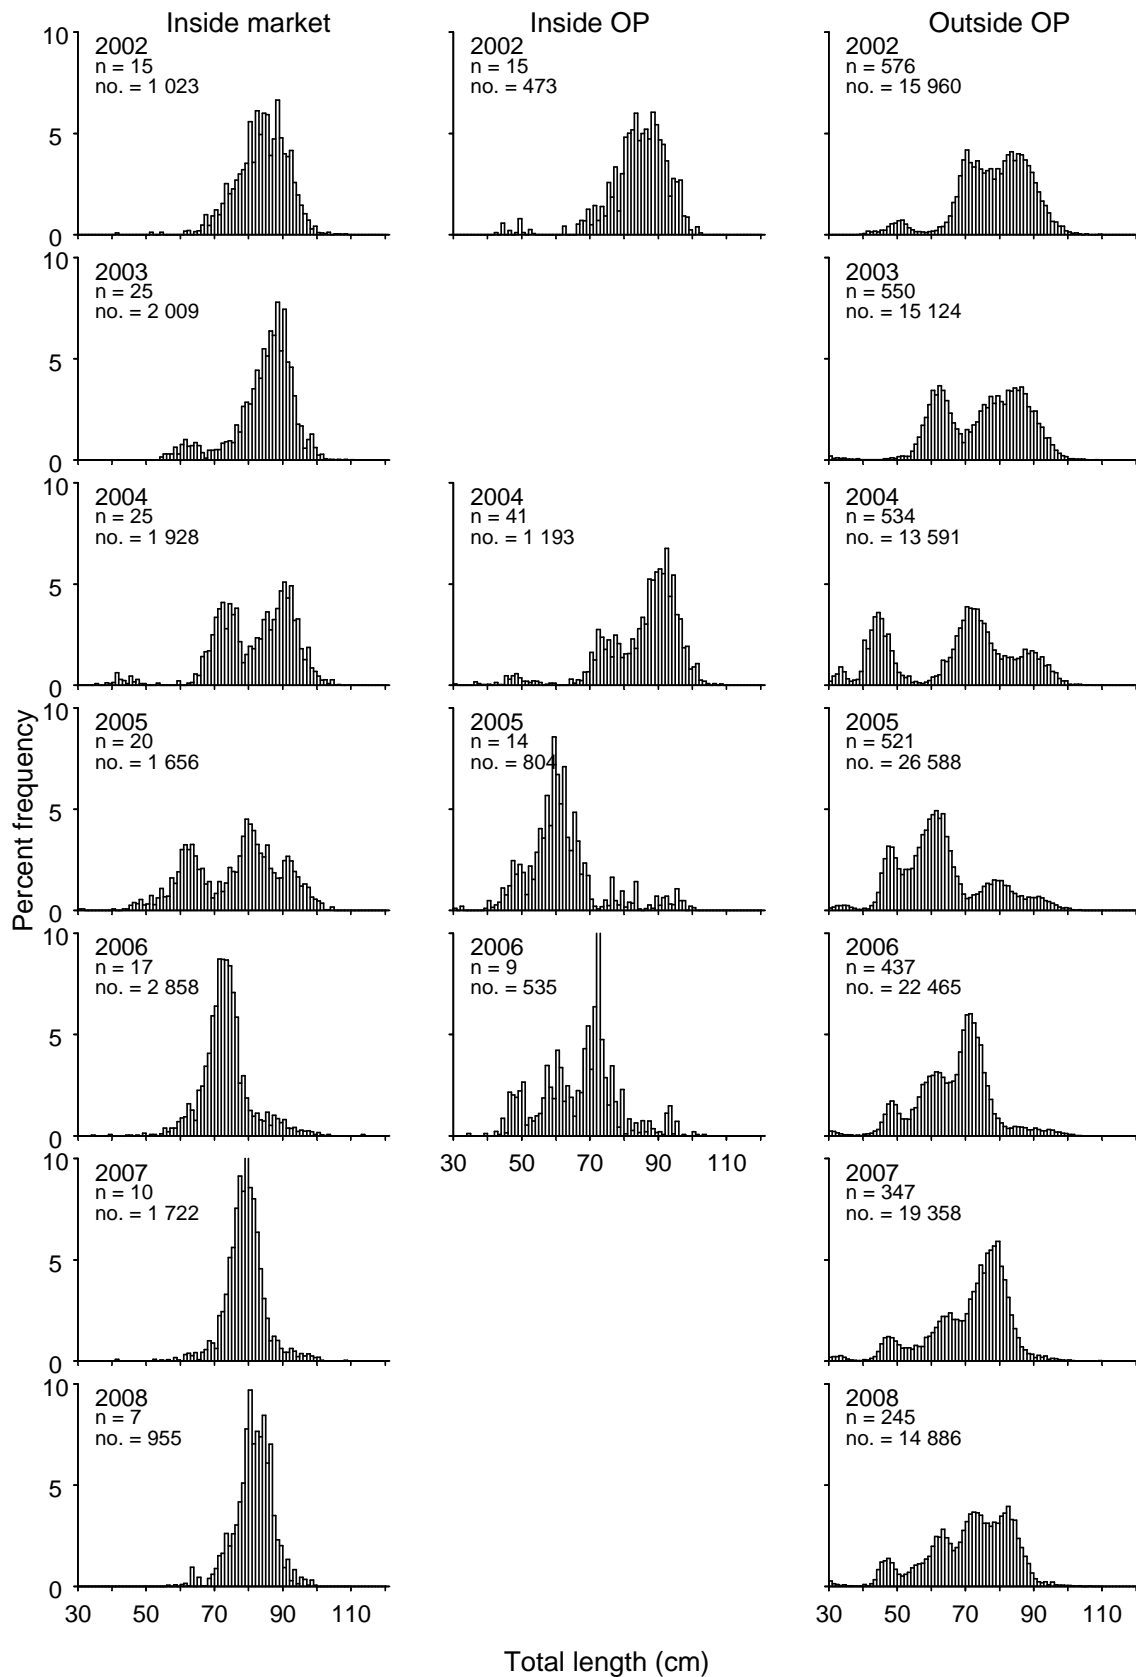 Inside market
Inside OP
Outside OP
10
2002
n = 15
no. = 1 023
5
0
2002
n = 15
no. = 473
2002
n = 576
no. = 15 960
10
2003
n = 25
no. = 2 009
5
0
2003
n = 550
no. = 15 124
10
2004
n = 25
no. = 1 928
5
0
2004
n = 41
no. = 1 193
2004
n = 534
no. = 13 591
Percent frequency
10
2005
n = 20
no. = 1 656
5
0
2005
n = 14
no. = 804
2005
n = 521
no. = 26 588
10
2006
n = 17
no. = 2 858
5
0
2006
n = 9
no. = 535
30 50 70 90 110
2006
n = 437
no. = 22 465
10
2007
n = 10
no. = 1 722
5
0
2007
n = 347
no. = 19 358
10
2008
n = 7
no. = 955
5
0
30 50 70 90 110
2008
n = 245
no. = 14 886
30 50 70 90 110
Total length (cm)